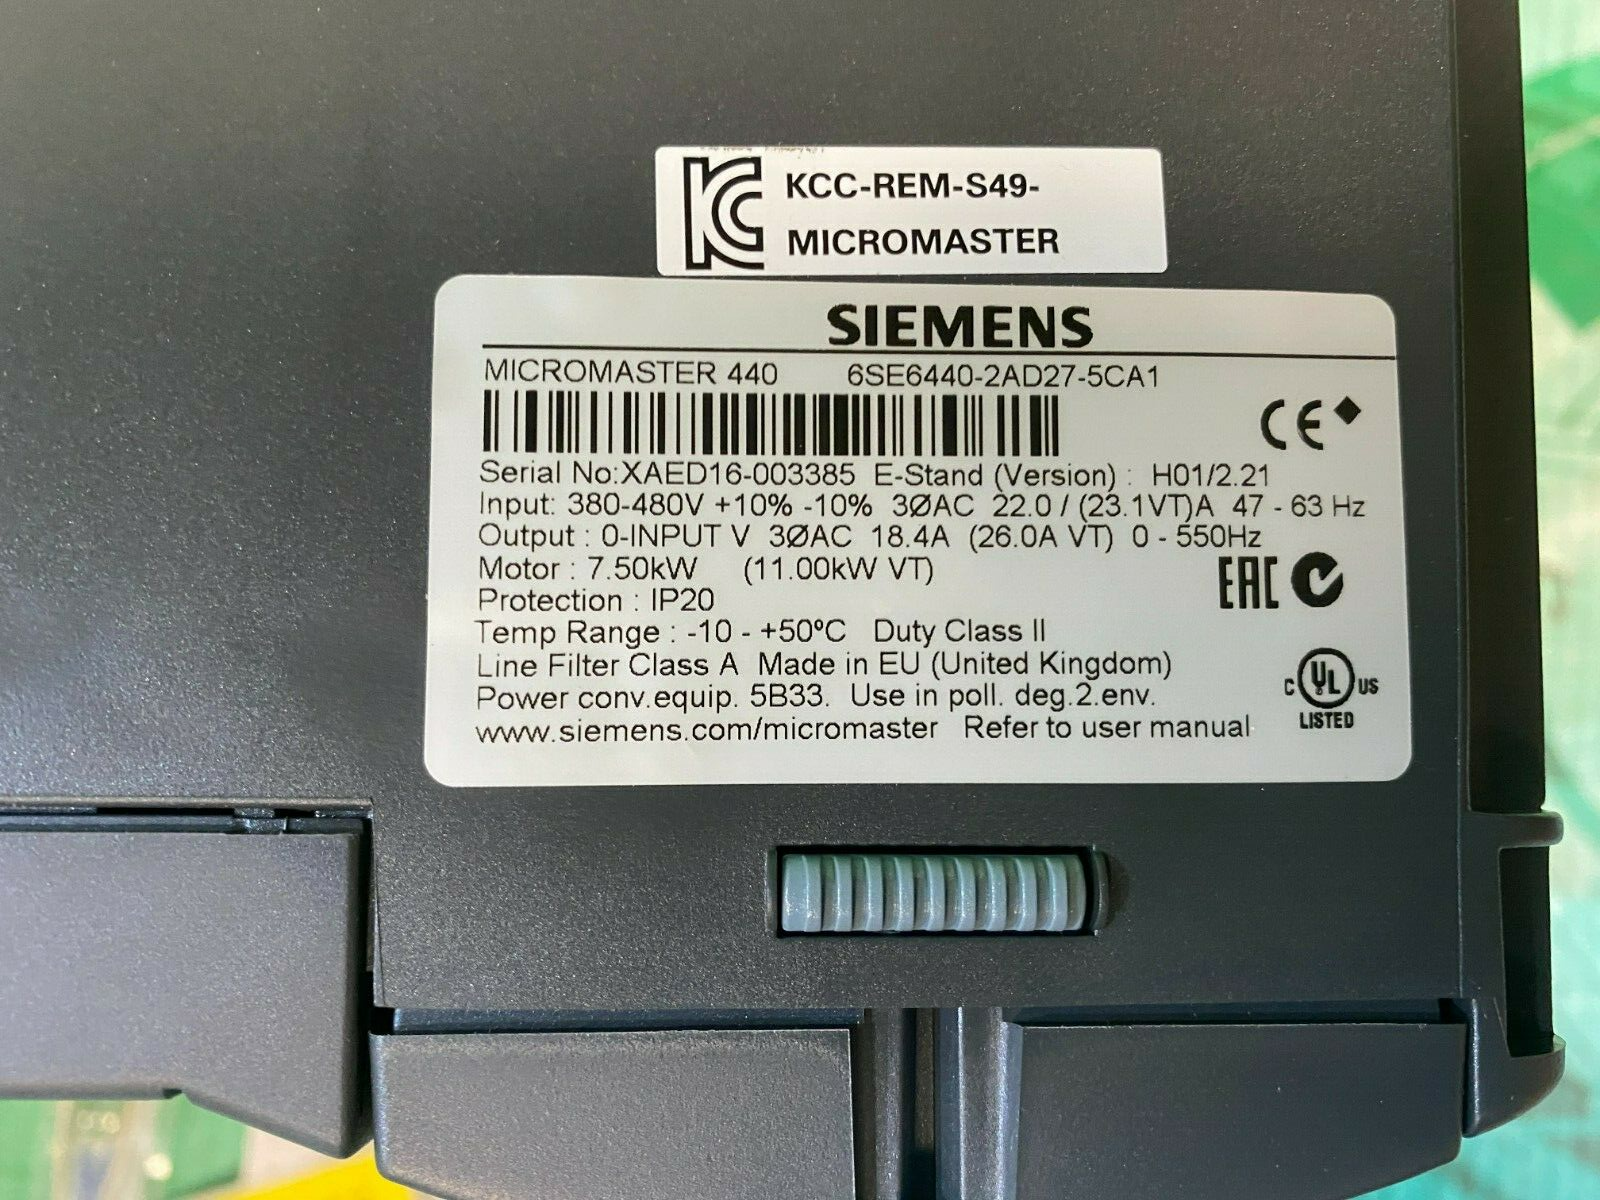 KCC-REM-S49-
MICROMASTER
SIEMENS
MICROMASTER 440 6SE6440-2AD27-5CA1
CE
Serial No:XAED16-003385 E-Stand (Version) : H01/2.21
Input: 380-480V +10% -10% 3ØAC 22.0 / (23.1VT)A 47 - 63 Hz
Output : 0-INPUT V 3ØAC 18.4A (26.0A VT) 0 - 550Hz
Motor : 7.50kW (11.00kW VT)
EAC
Protection : IP20
Temp Range : -10 - +50ºC Duty Class II
Line Filter Class A Made in EU (United Kingdom)
Power conv.equip. 5B33. Use in poll. deg.2.env.
C UL US
LISTED
www.siemens.com/micromaster Refer to user manual